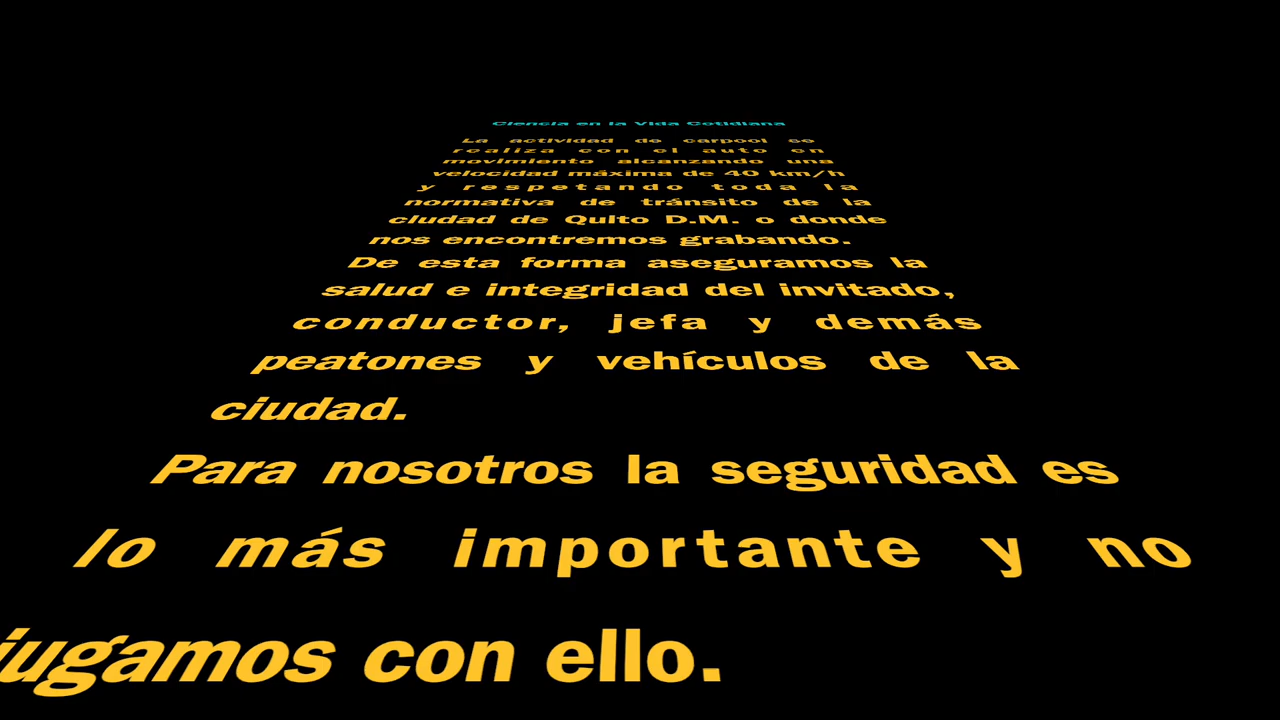 Ciencia en la Vida Cotidiana
La actividad de carpool se
realiza con el auto en
movimiento alcanzando una
velocidad máxima de 40 km/h
y respetando toda la
normativa de tránsito de la
ciudad de Quito D.M. o donde
nos encontremos grabando.
De esta forma aseguramos la
salud e integridad del invitado,
conductor, jefa y demás
peatones y vehículos de la
ciudad.
Para nosotros la seguridad es
lo más importante y no
jugamos con ello.